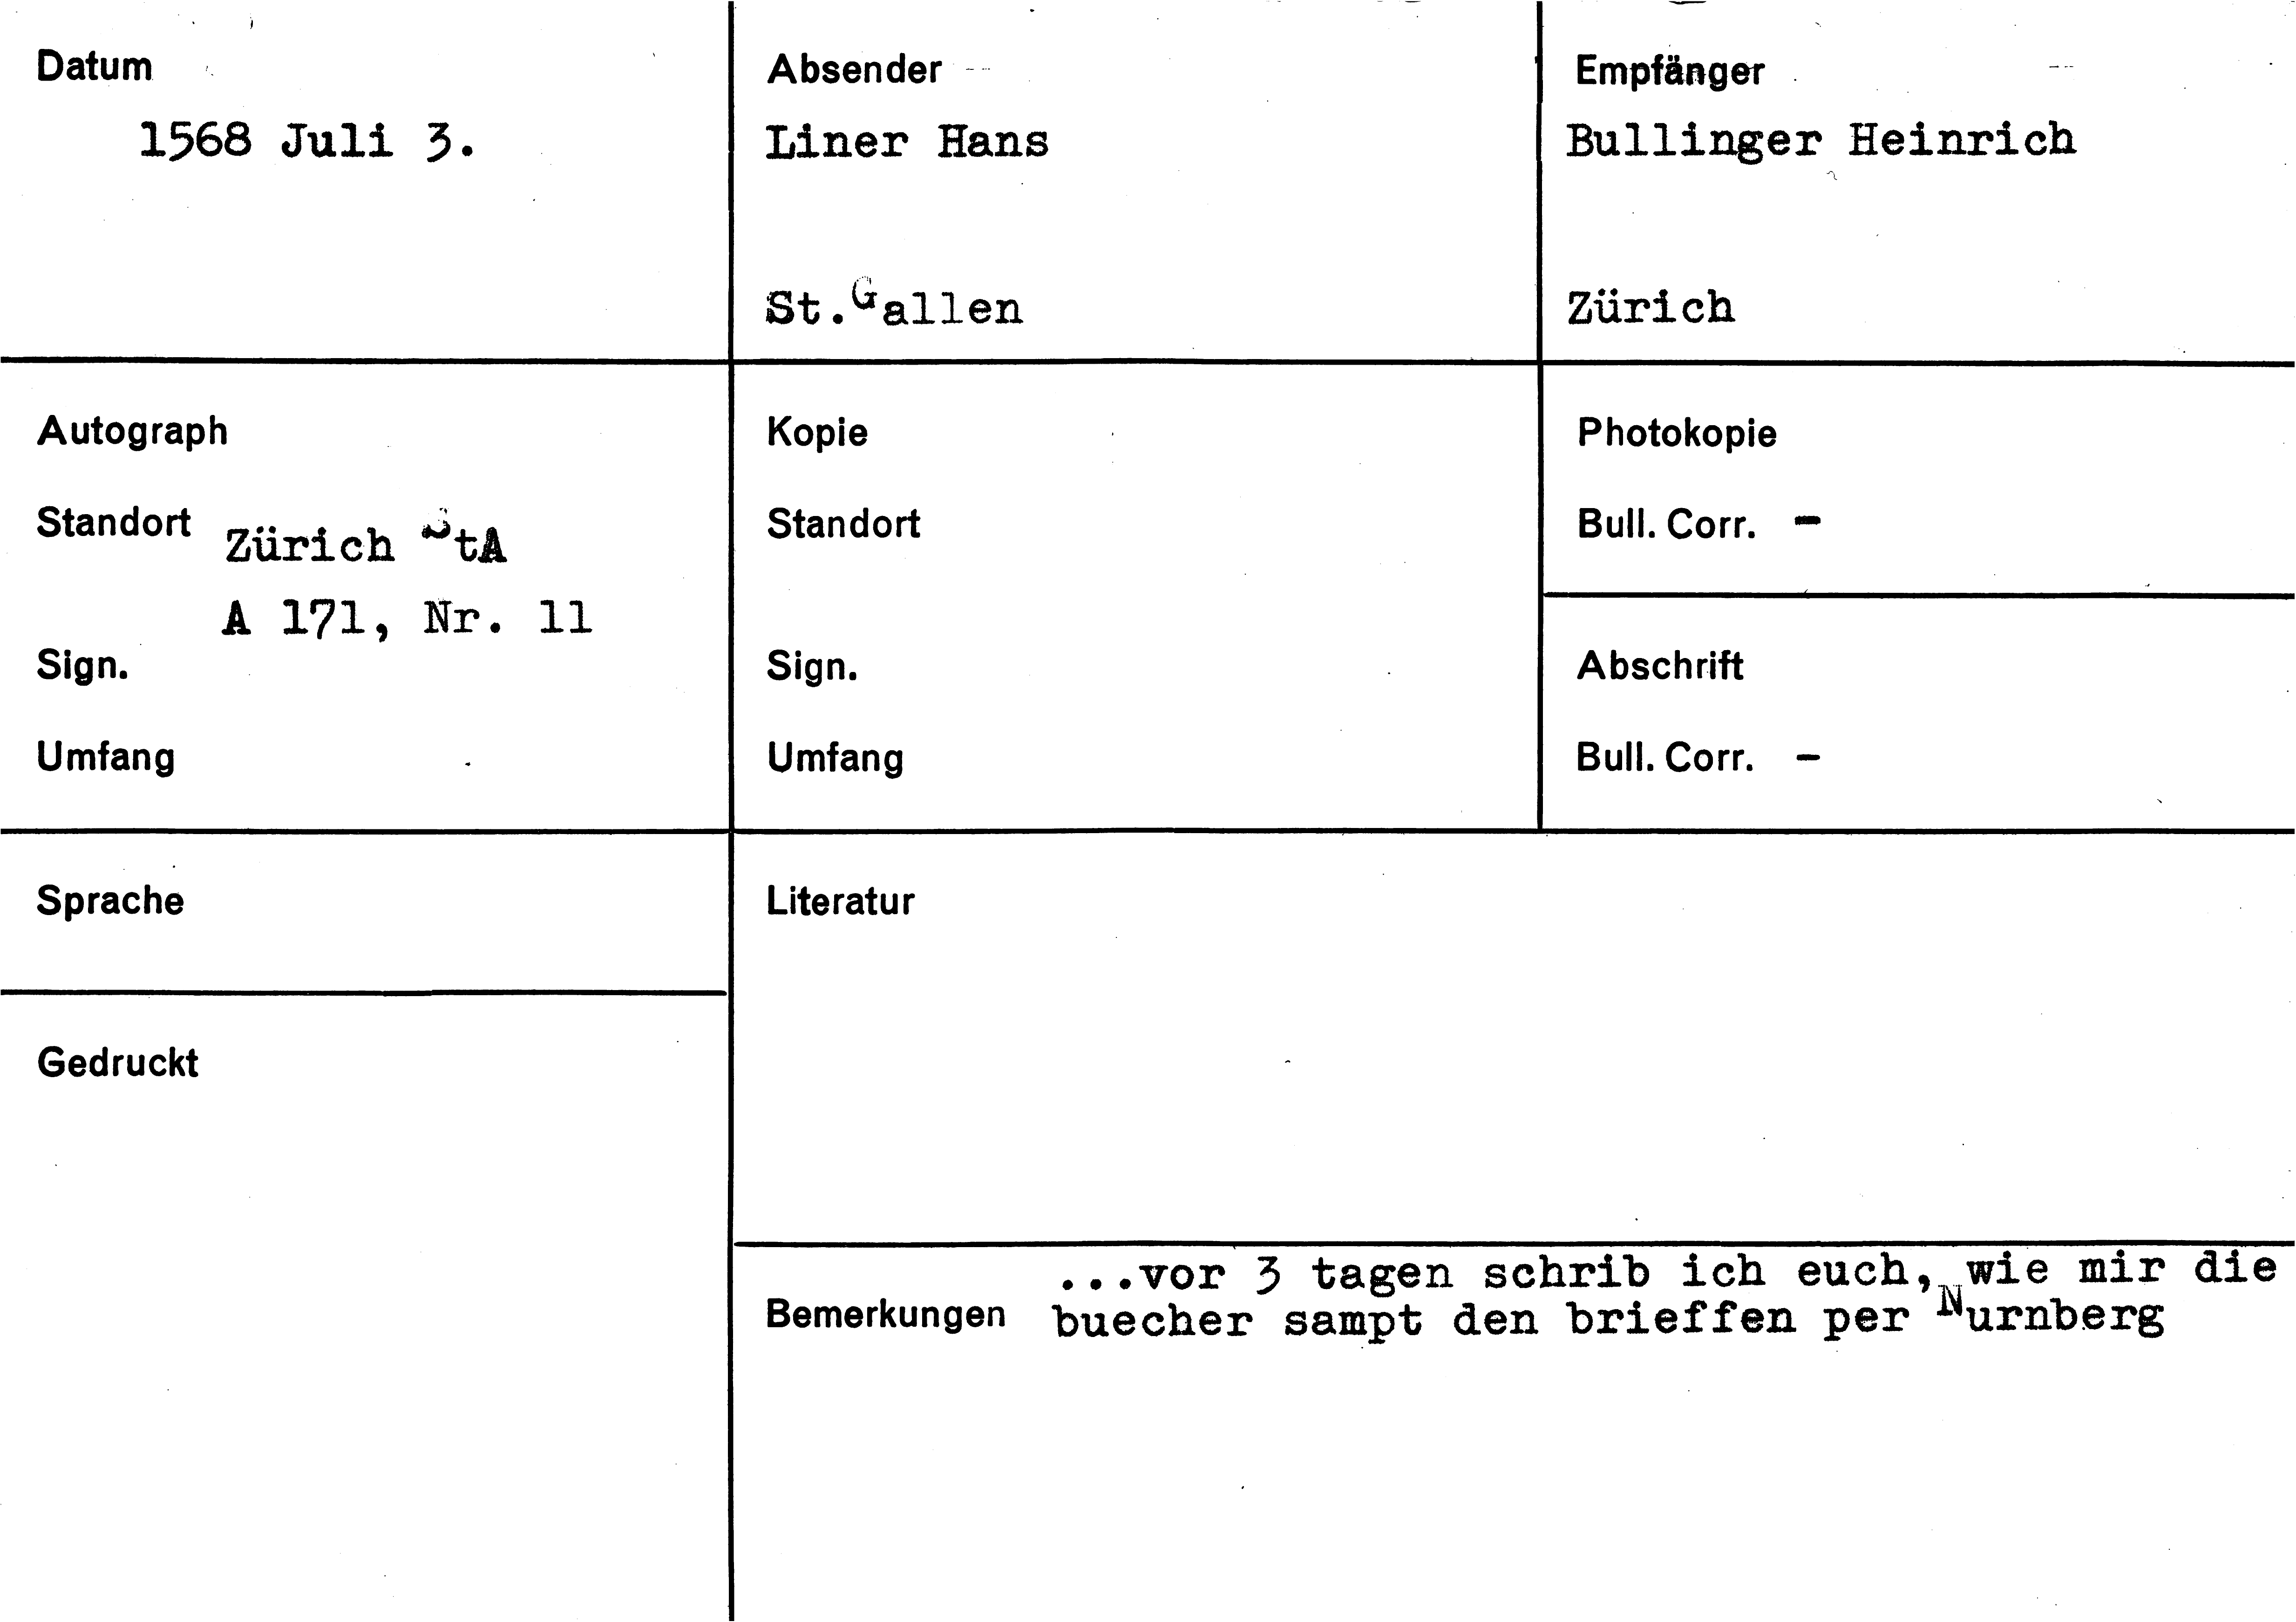 Datum
1568 Juli 3.
Absender
Liner Hans
St.Gallen
Empfänger
Bullinger Heinrich
Zürich
Autograph
Standort Zürich StA
A 171, Nr. 11
Sign.
Umfang
Kopie
Standort
Sign.
Umfang
Photokopie
Bull. Corr. -
Abschrift
Bull. Corr. -
Sprache
Gedruckt
Literatur
Bemerkungen
...vor 3 tagen schrib ich euch, wie mir die
buecher sampt den brieffen per Nurnberg